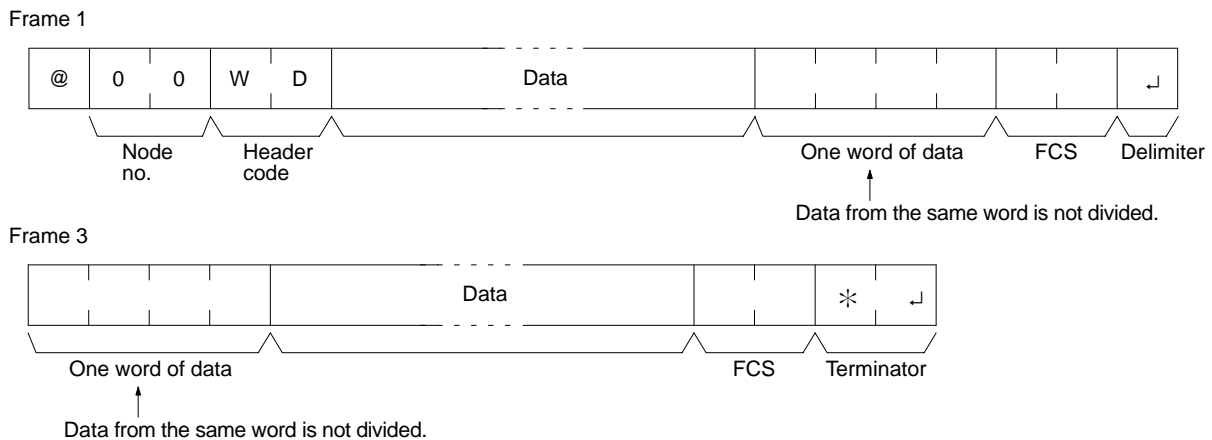 Frame 1
@ 0 0 W D Data ↵
Node no. Header code One word of data FCS Delimiter
Data from the same word is not divided.
Frame 3
Data * ↵
One word of data FCS Terminator
Data from the same word is not divided.